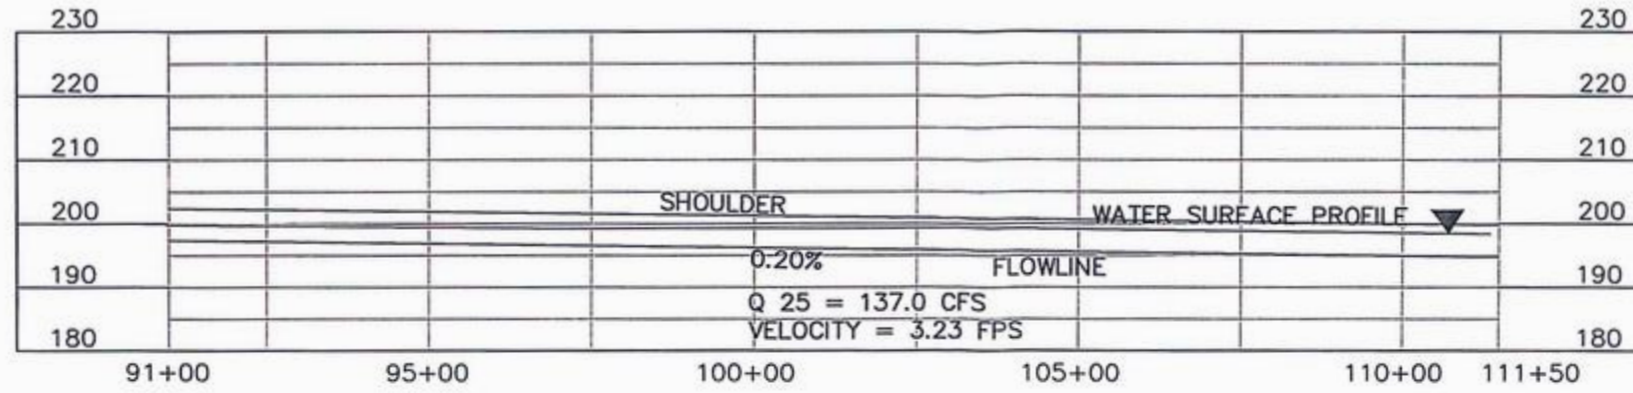 230 230
220 220
210 210
SHOULDER
200 WATER SURFACE PROFILE 200
0.20% FLOWLINE
190 190
Q 25 = 137.0 CFS
VELOCITY = 3.23 FPS
180 180
91+00 95+00 100+00 105+00 110+00 111+50